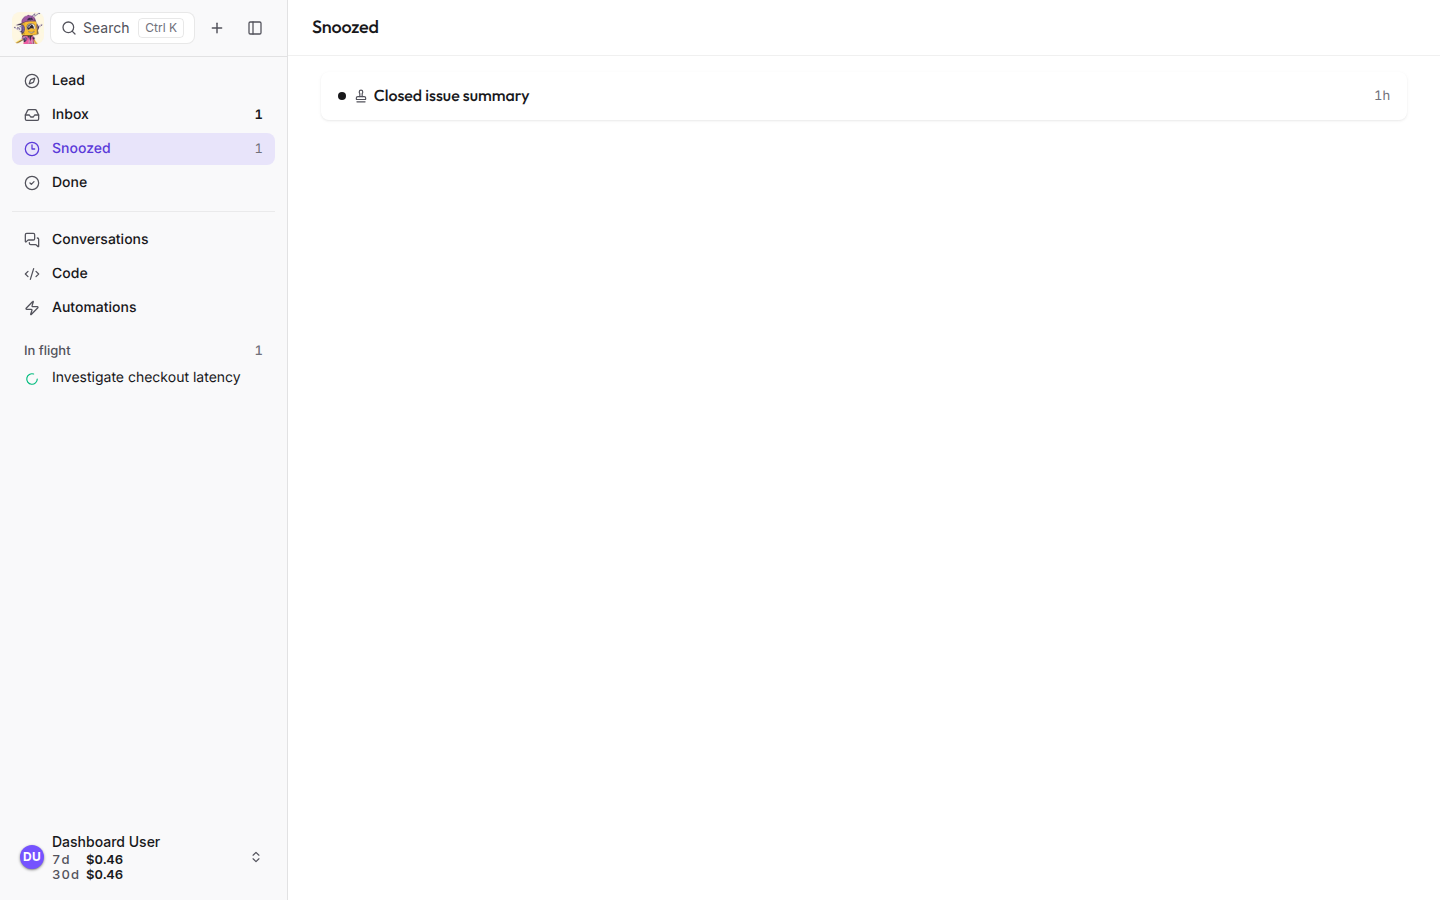 Search Ctrl K
Lead
Inbox 1
Snoozed 1
Done
Conversations
Code
Automations
In flight 1
Investigate checkout latency
Dashboard User
DU
7d $0.46
30d $0.46
Snoozed
Closed issue summary 1h